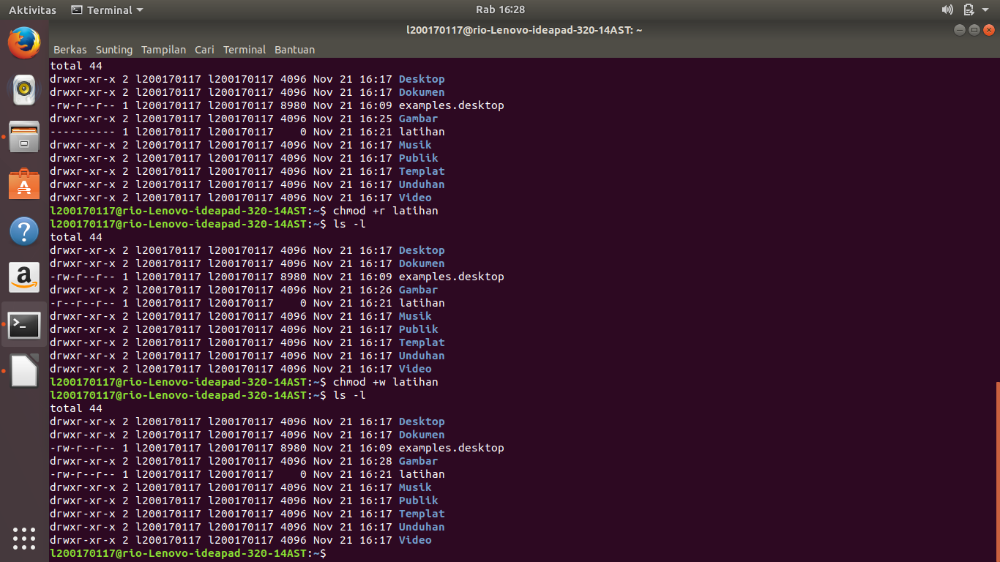 Aktivitas Terminal Rab 16:28
l200170117@rio-Lenovo-ideapad-320-14AST: ~
Berkas Sunting Tampilan Cari Terminal Bantuan
total 44
drwxr-xr-x 2 l200170117 l200170117 4096 Nov 21 16:17 Desktop
drwxr-xr-x 2 l200170117 l200170117 4096 Nov 21 16:17 Dokumen
-rw-r--r-- 1 l200170117 l200170117 8980 Nov 21 16:09 examples.desktop
drwxr-xr-x 2 l200170117 l200170117 4096 Nov 21 16:25 Gambar
---------- 1 l200170117 l200170117    0 Nov 21 16:21 latihan
drwxr-xr-x 2 l200170117 l200170117 4096 Nov 21 16:17 Musik
drwxr-xr-x 2 l200170117 l200170117 4096 Nov 21 16:17 Publik
drwxr-xr-x 2 l200170117 l200170117 4096 Nov 21 16:17 Templat
drwxr-xr-x 2 l200170117 l200170117 4096 Nov 21 16:17 Unduhan
drwxr-xr-x 2 l200170117 l200170117 4096 Nov 21 16:17 Video
l200170117@rio-Lenovo-ideapad-320-14AST:~$ chmod +r latihan
l200170117@rio-Lenovo-ideapad-320-14AST:~$ ls -l
total 44
drwxr-xr-x 2 l200170117 l200170117 4096 Nov 21 16:17 Desktop
drwxr-xr-x 2 l200170117 l200170117 4096 Nov 21 16:17 Dokumen
-rw-r--r-- 1 l200170117 l200170117 8980 Nov 21 16:09 examples.desktop
drwxr-xr-x 2 l200170117 l200170117 4096 Nov 21 16:26 Gambar
-r--r--r-- 1 l200170117 l200170117    0 Nov 21 16:21 latihan
drwxr-xr-x 2 l200170117 l200170117 4096 Nov 21 16:17 Musik
drwxr-xr-x 2 l200170117 l200170117 4096 Nov 21 16:17 Publik
drwxr-xr-x 2 l200170117 l200170117 4096 Nov 21 16:17 Templat
drwxr-xr-x 2 l200170117 l200170117 4096 Nov 21 16:17 Unduhan
drwxr-xr-x 2 l200170117 l200170117 4096 Nov 21 16:17 Video
l200170117@rio-Lenovo-ideapad-320-14AST:~$ chmod +w latihan
l200170117@rio-Lenovo-ideapad-320-14AST:~$ ls -l
total 44
drwxr-xr-x 2 l200170117 l200170117 4096 Nov 21 16:17 Desktop
drwxr-xr-x 2 l200170117 l200170117 4096 Nov 21 16:17 Dokumen
-rw-r--r-- 1 l200170117 l200170117 8980 Nov 21 16:09 examples.desktop
drwxr-xr-x 2 l200170117 l200170117 4096 Nov 21 16:28 Gambar
-rw-r--r-- 1 l200170117 l200170117    0 Nov 21 16:21 latihan
drwxr-xr-x 2 l200170117 l200170117 4096 Nov 21 16:17 Musik
drwxr-xr-x 2 l200170117 l200170117 4096 Nov 21 16:17 Publik
drwxr-xr-x 2 l200170117 l200170117 4096 Nov 21 16:17 Templat
drwxr-xr-x 2 l200170117 l200170117 4096 Nov 21 16:17 Unduhan
drwxr-xr-x 2 l200170117 l200170117 4096 Nov 21 16:17 Video
l200170117@rio-Lenovo-ideapad-320-14AST:~$